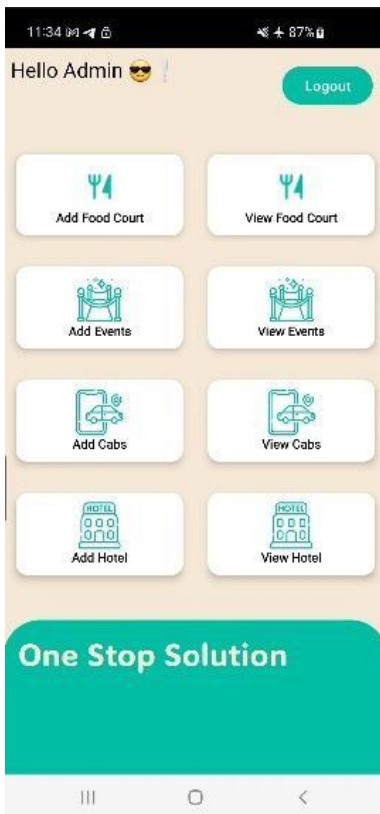 11:34 87%
Hello Admin 😎❕
Logout
Add Food Court View Food Court
Add Events View Events
Add Cabs View Cabs
HOTEL HOTEL
Add Hotel View Hotel
One Stop Solution